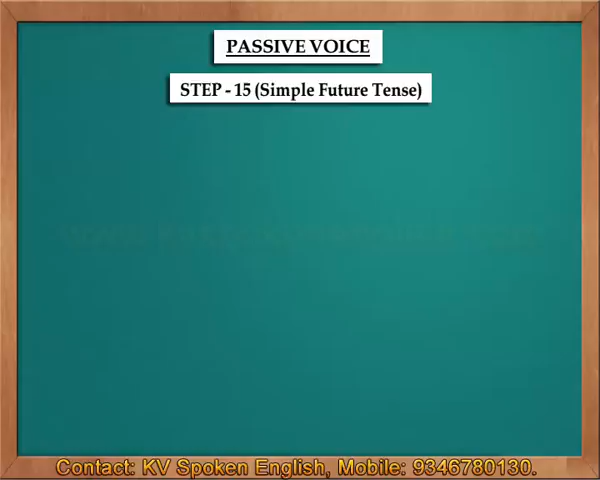 PASSIVE VOICE
STEP - 15 (Simple Future Tense)
Contact: KV Spoken English, Mobile: 9346780130.